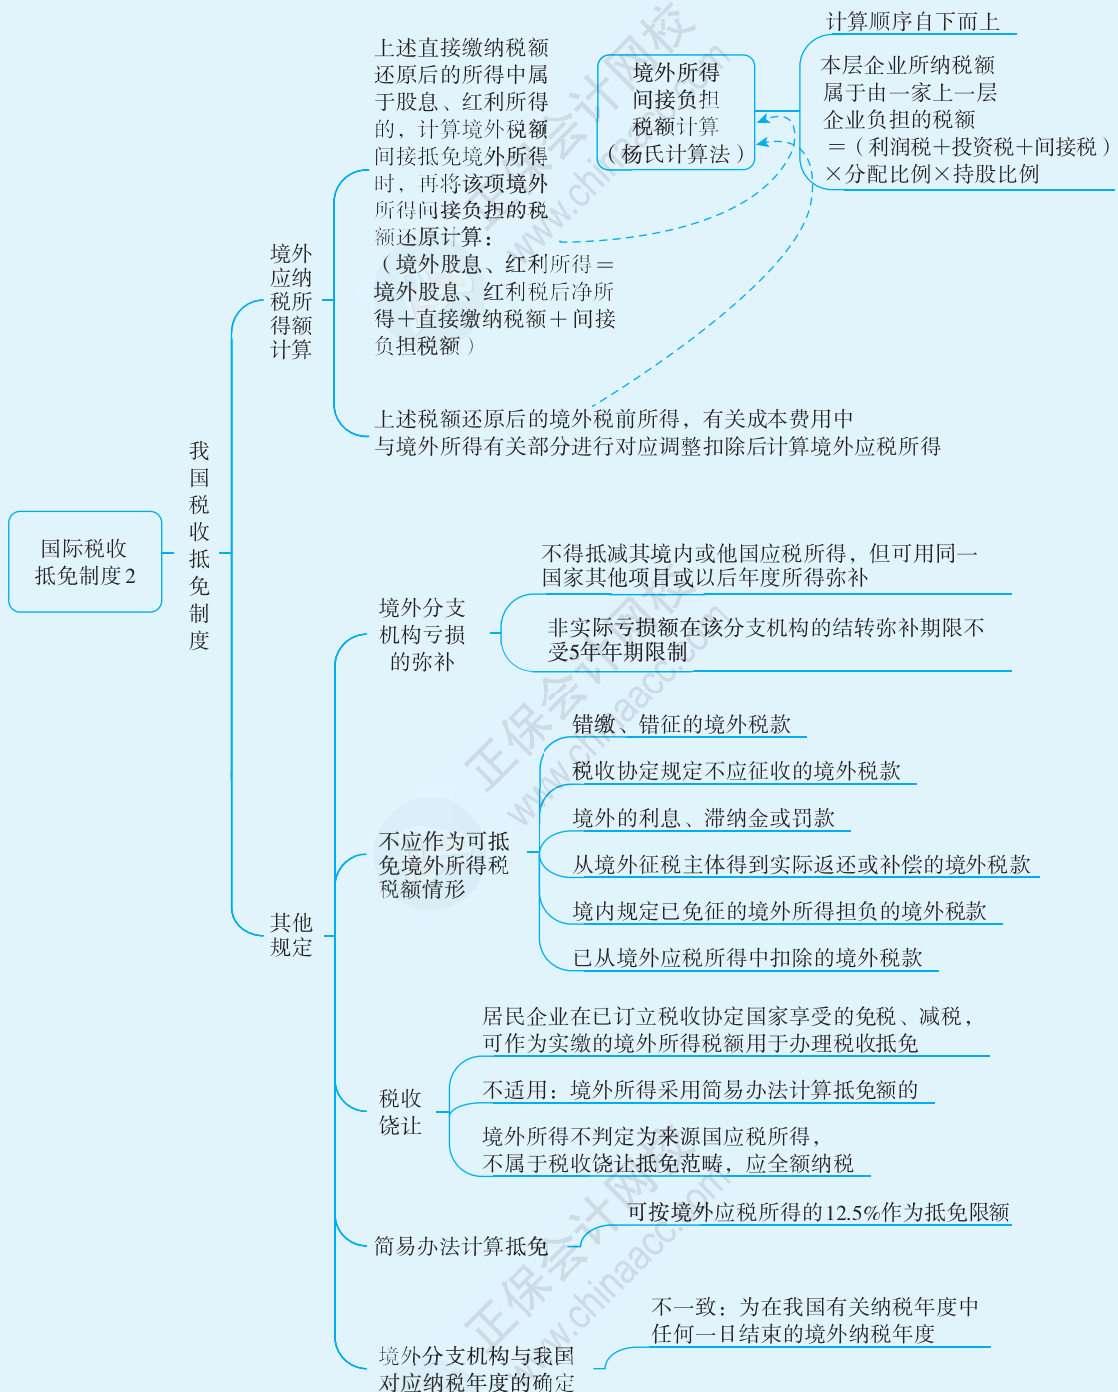 国际税收
抵免制度2
我国税收抵免制度
境外
应纳
税所
得额
计算
上述直接缴纳税额
还原后的所得中属
于股息、红利所得
的，计算境外税额
间接抵免境外所得
时，再将该项境外
所得间接负担的税
额还原计算：
（境外股息、红利所得＝
境外股息、红利税后净所
得＋直接缴纳税额＋间接
负担税额）
境外所得
间接负担
税额计算
（杨氏计算法）
计算顺序自下而上
本层企业所纳税额
属于由一家上一层
企业负担的税额
＝（利润税＋投资税＋间接税）
×分配比例×持股比例
上述税额还原后的境外税前所得，有关成本费用中
与境外所得有关部分进行对应调整扣除后计算境外应税所得
其他
规定
境外分支
机构亏损
的弥补
不得抵减其境内或他国应税所得，但可用同一
国家其他项目或以后年度所得弥补
非实际亏损额在该分支机构的结转弥补期限不
受5年年期限制
不应作为可抵
免境外所得税
税额情形
错缴、错征的境外税款
税收协定规定不应征收的境外税款
境外的利息、滞纳金或罚款
从境外征税主体得到实际返还或补偿的境外税款
境内规定已免征的境外所得担负的境外税款
已从境外应税所得中扣除的境外税款
税收
饶让
居民企业在已订立税收协定国家享受的免税、减税，
可作为实缴的境外所得税额用于办理税收抵免
不适用：境外所得采用简易办法计算抵免额的
境外所得不判定为来源国应税所得，
不属于税收饶让抵免范畴，应全额纳税
简易办法计算抵免
可按境外应税所得的12.5%作为抵免限额
境外分支机构与我国
对应纳税年度的确定
不一致：为在我国有关纳税年度中
任何一日结束的境外纳税年度
正保会计网校
www.chinaacc.com
正保会计网校
www.chinaacc.com
正保会计网校
www.chinaacc.com